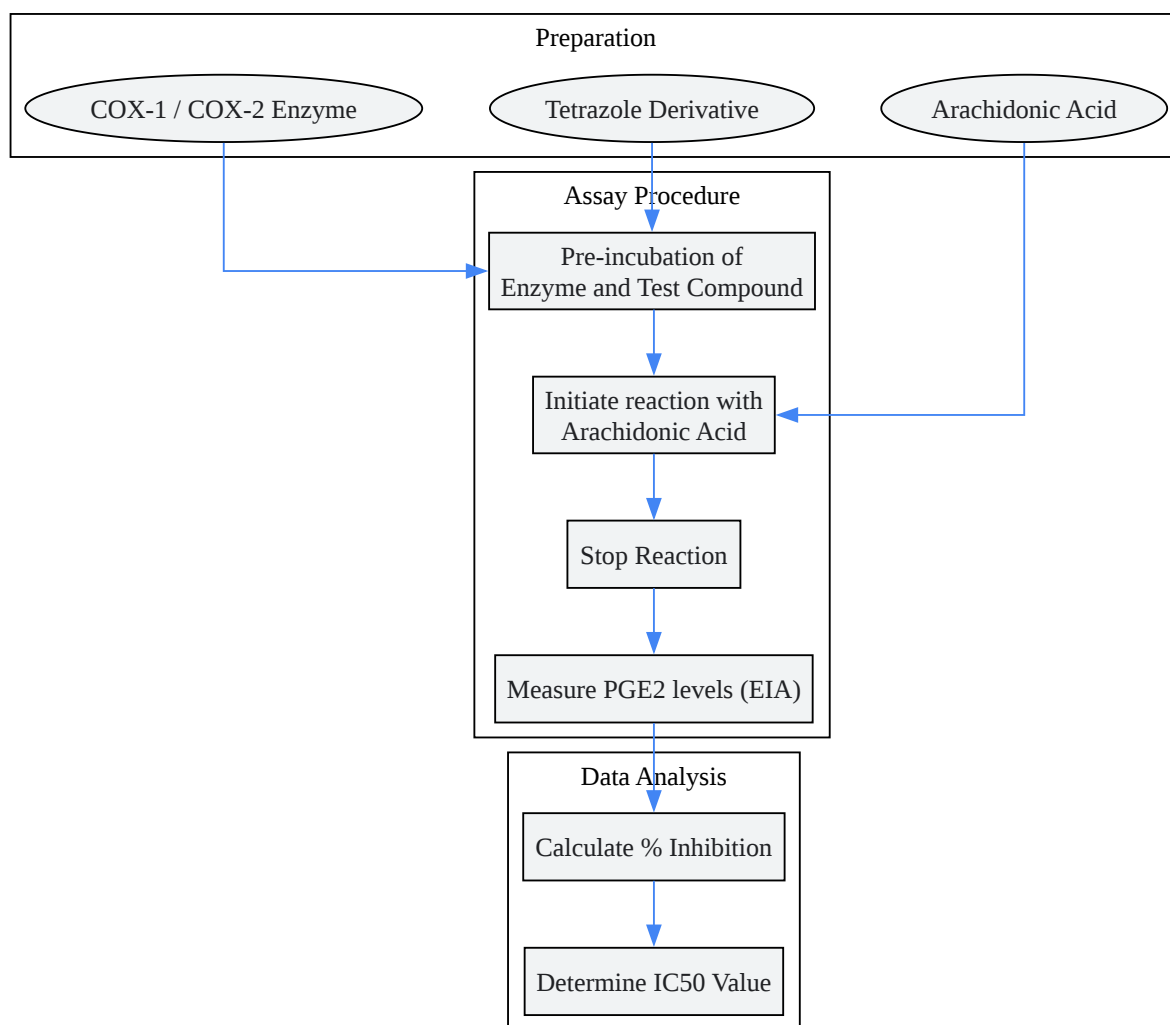 Preparation
COX-1 / COX-2 Enzyme
Tetrazole Derivative
Arachidonic Acid
Assay Procedure
Pre-incubation of
Enzyme and Test Compound
Initiate reaction with
Arachidonic Acid
Stop Reaction
Measure PGE2 levels (EIA)
Data Analysis
Calculate % Inhibition
Determine IC50 Value